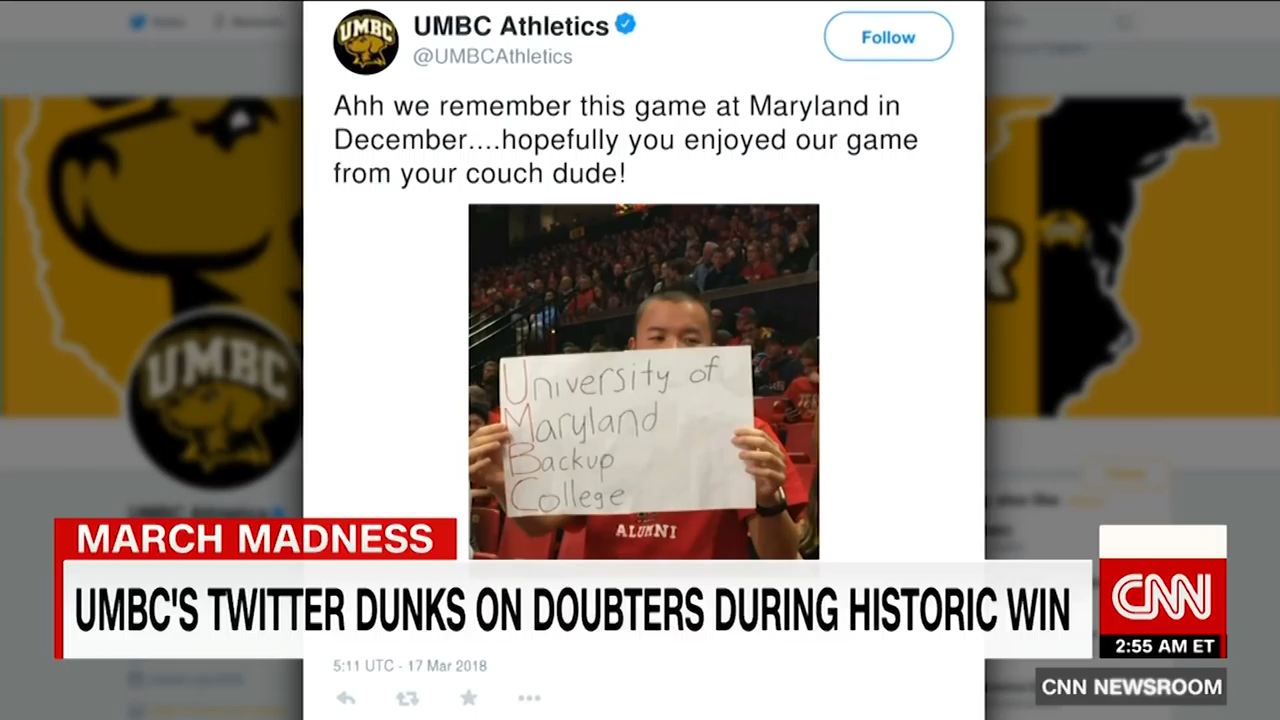 UMBC
UMBC Athletics
@UMBCAthletics
Follow
Ahh we remember this game at Maryland in
December....hopefully you enjoyed our game
from your couch dude!
University of
Maryland
Backup
College
ALUMNI
UMBC
MARCH MADNESS
UMBC'S TWITTER DUNKS ON DOUBTERS DURING HISTORIC WIN
CNN
2:55 AM ET
5:11 UTC - 17 Mar 2018
CNN NEWSROOM